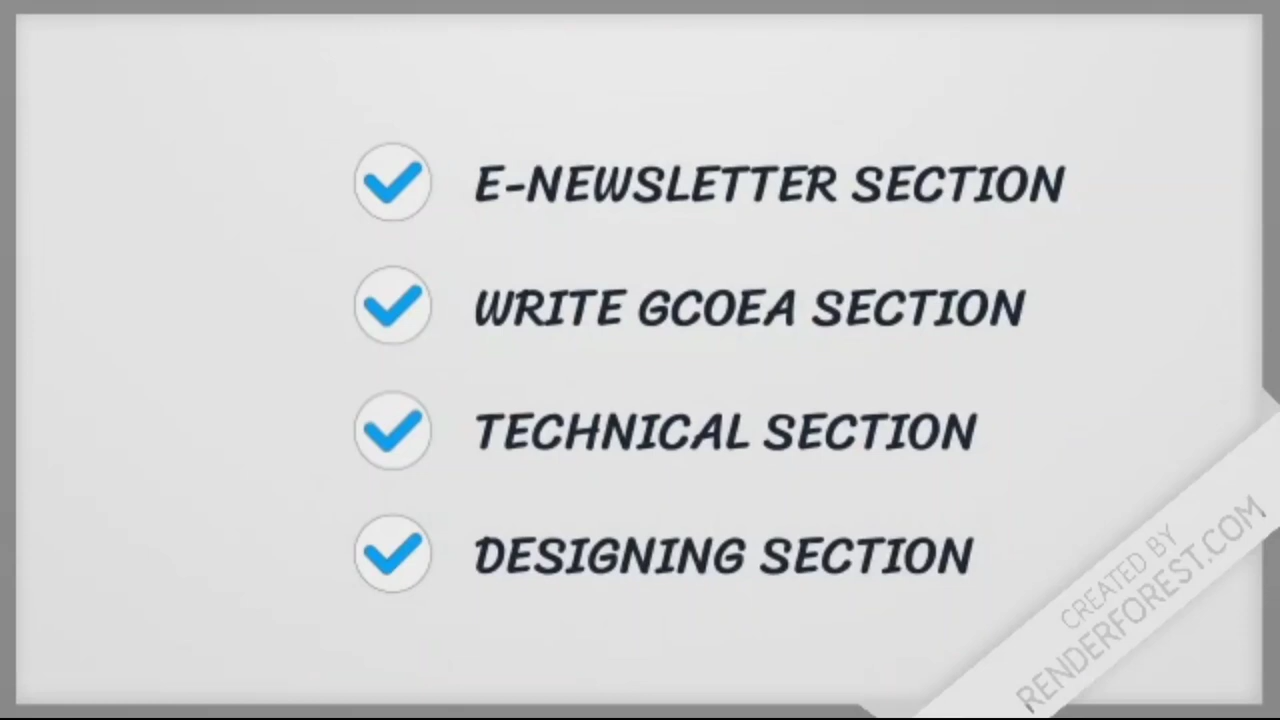 E-NEWSLETTER SECTION
WRITE GCOEA SECTION
TECHNICAL SECTION
DESIGNING SECTION
CREATED BY
RENDERFOREST.COM